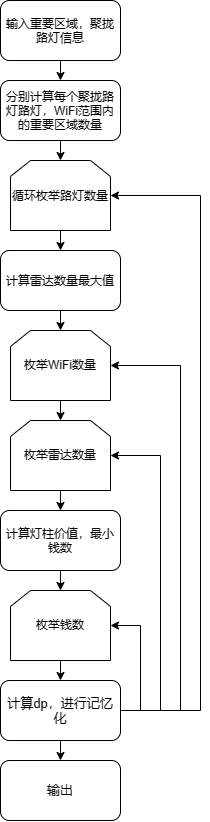 输入重要区域，聚拢
路灯信息
分别计算每个聚拢路
灯路灯，WiFi范围内
的重要区域数量
循环枚举路灯数量
计算雷达数量最大值
枚举WiFi数量
枚举雷达数量
计算灯柱价值，最小
钱数
枚举钱数
计算dp，进行记忆
化
输出